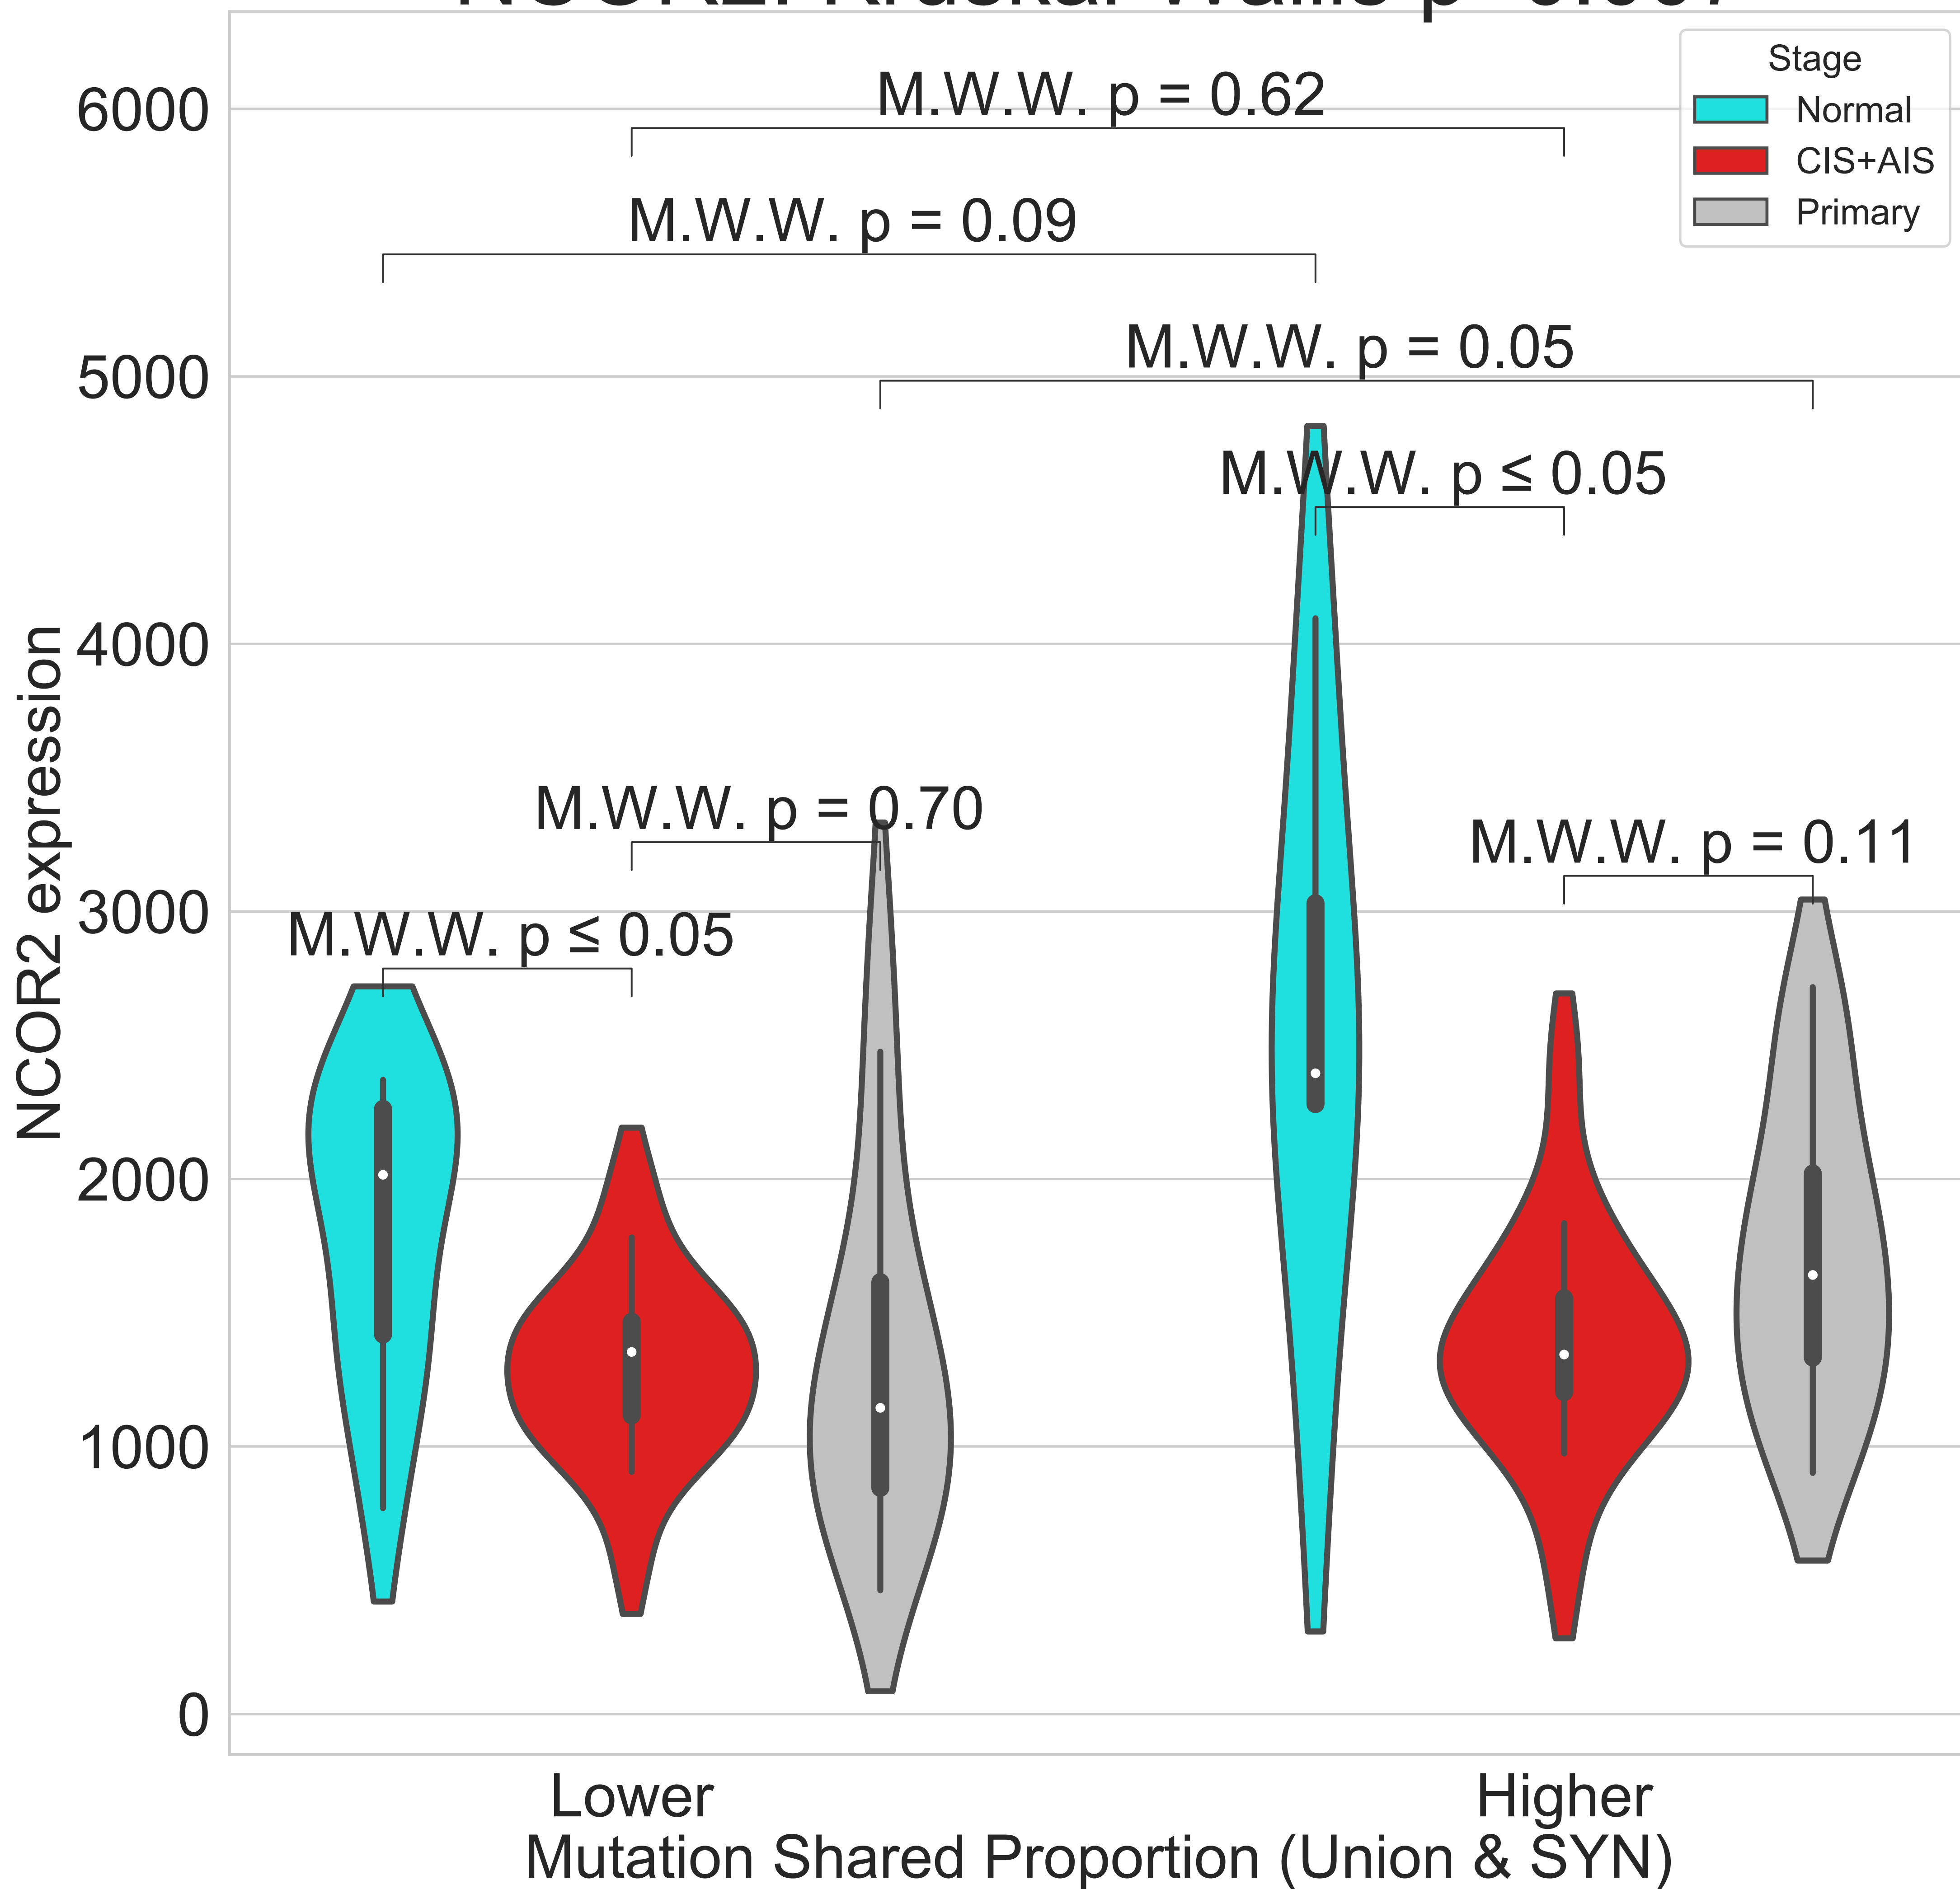 Stage
Normal
CIS+AIS
Primary
M.W.W. p = 0.62
M.W.W. p = 0.09
M.W.W. p = 0.05
M.W.W. p ≤ 0.05
M.W.W. p = 0.70
M.W.W. p = 0.11
M.W.W. p ≤ 0.05
NCOR2 expression
6000
5000
4000
3000
2000
1000
0
Lower
Higher
Mutation Shared Proportion (Union & SYN)